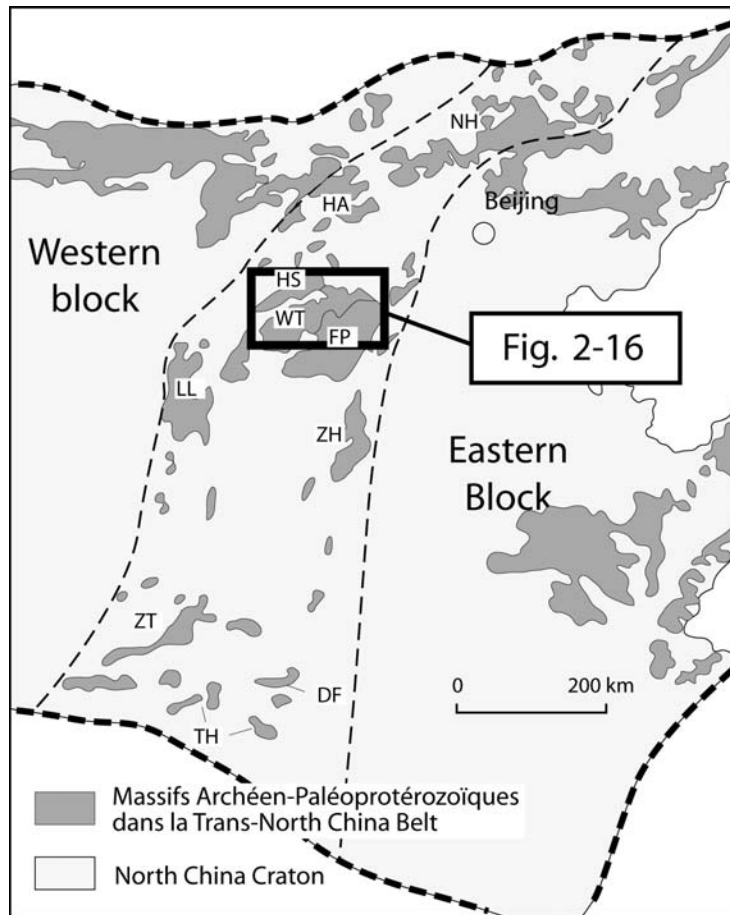 NH
HA
Beijing
Western
block
HS
WT
FP
Fig. 2-16
LL
ZH
Eastern
Block
ZT
DF
TH
0 200 km
Massifs Archéen-Paléoprotérozoïques
dans la Trans-North China Belt
North China Craton